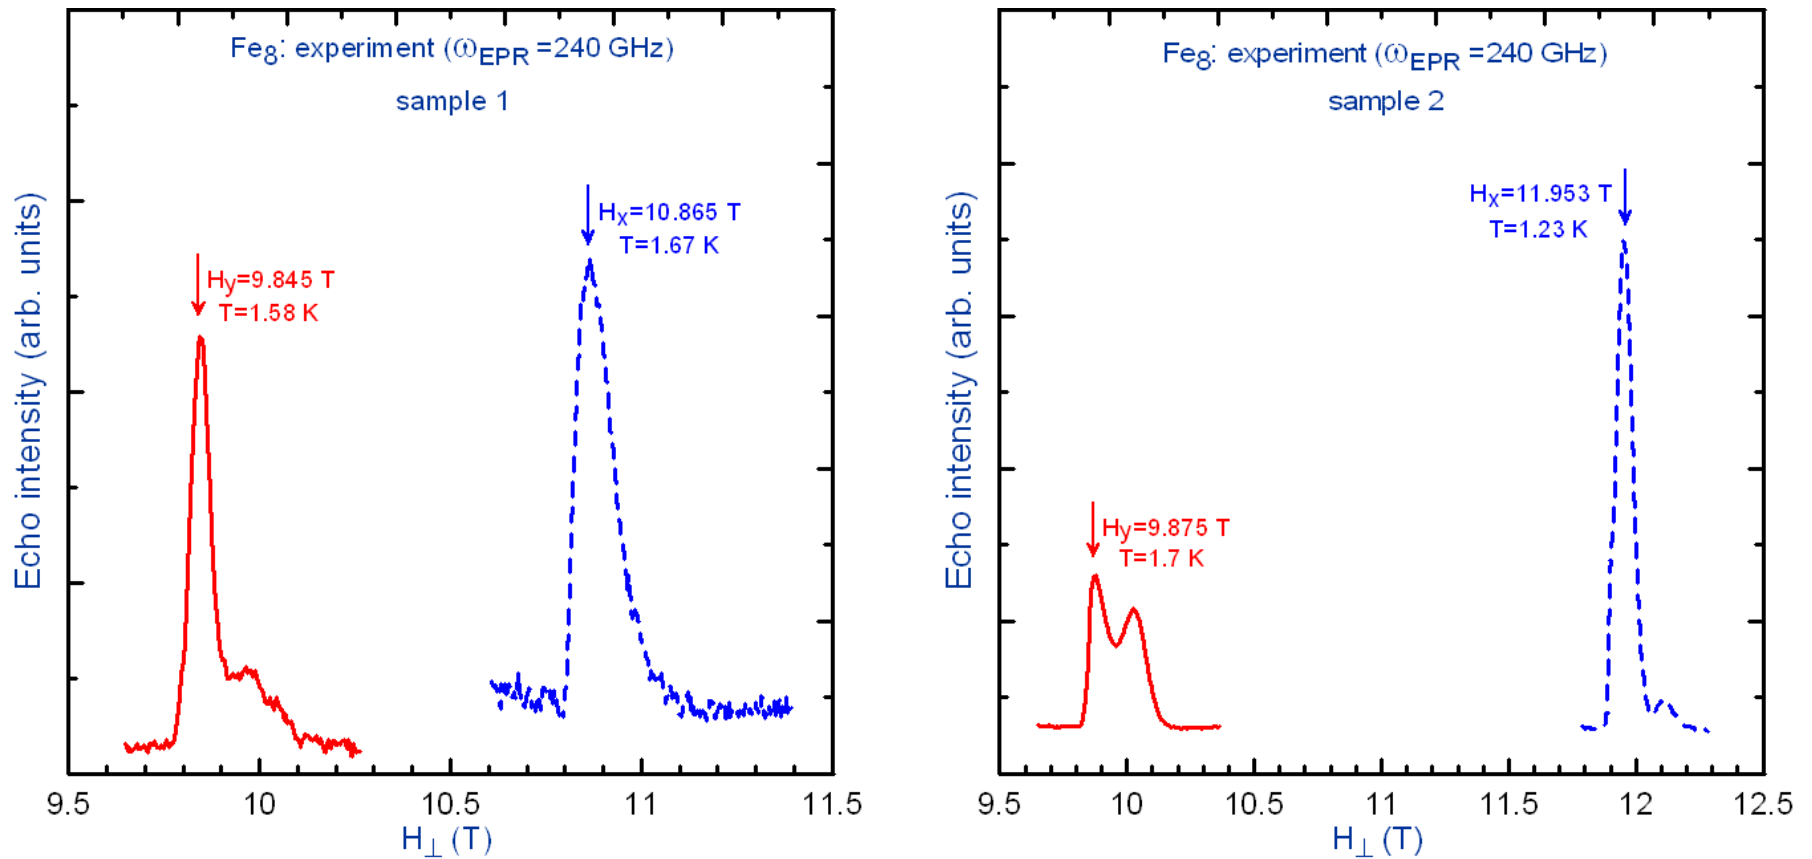 Fe8: experiment (ωEPR =240 GHz)
sample 1
Hx=10.865 T
T=1.67 K
Hy=9.845 T
T=1.58 K
Echo intensity (arb. units)
9.5 10 10.5 11 11.5
H⊥ (T)
Fe8: experiment (ωEPR =240 GHz)
sample 2
Hx=11.953 T
T=1.23 K
Hy=9.875 T
T=1.7 K
Echo intensity (arb. units)
9.5 10 10.5 11 11.5 12 12.5
H⊥ (T)